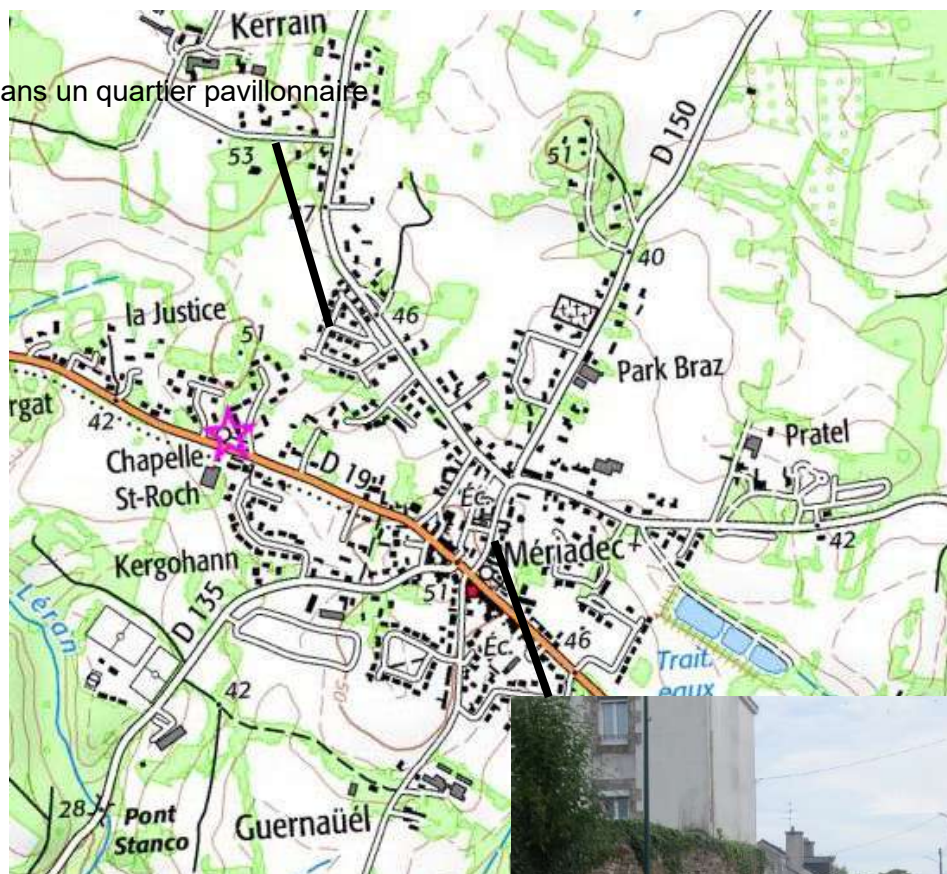 Kerrain
ans un quartier pavillonnaire
53
51
D 150
47
40
46
la Justice
51
Park Braz
rgat
42
Pratel
Chapelle
St-Roch
D 19
Éc.
Mériadec
42
Kergohann
51
D 135
Léran
Éc.
46
Trait.
eaux
50
42
28
Pont
Stanco
Guernaüél